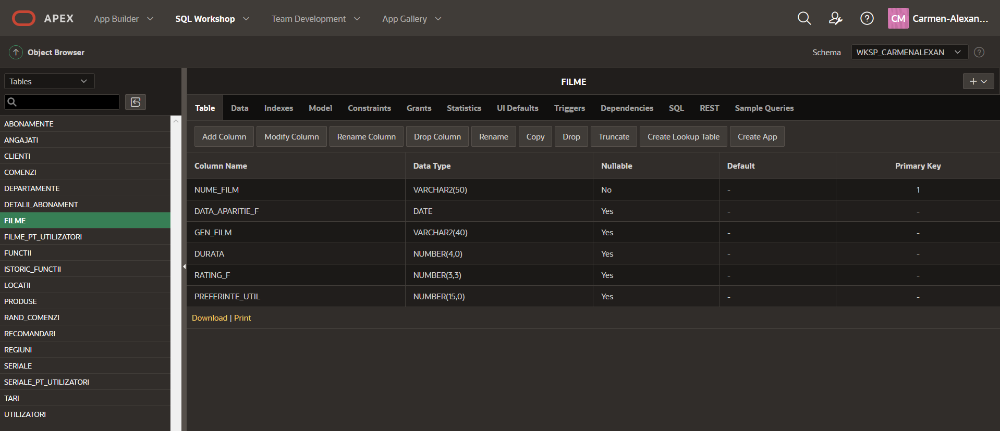 APEX App Builder SQL Workshop Team Development App Gallery CM Carmen-Alexan...
Object Browser Schema WKSP_CARMENALEXAN
Tables
FILME
Table Data Indexes Model Constraints Grants Statistics UI Defaults Triggers Dependencies SQL REST Sample Queries
Add Column Modify Column Rename Column Drop Column Rename Copy Drop Truncate Create Lookup Table Create App
Column Name Data Type Nullable Default Primary Key
NUME_FILM VARCHAR2(50) No - 1
DATA_APARITIE_F DATE Yes - -
GEN_FILM VARCHAR2(40) Yes - -
DURATA NUMBER(4,0) Yes - -
RATING_F NUMBER(3,3) Yes - -
PREFERINTE_UTIL NUMBER(15,0) Yes - -
Download | Print
ABONAMENTE
ANGAJATI
CLIENTI
COMENZI
DEPARTAMENTE
DETALII_ABONAMENT
FILME
FILME_PT_UTILIZATORI
FUNCTII
ISTORIC_FUNCTII
LOCATII
PRODUSE
RAND_COMENZI
RECOMANDARI
REGIUNI
SERIALE
SERIALE_PT_UTILIZATORI
TARI
UTILIZATORI